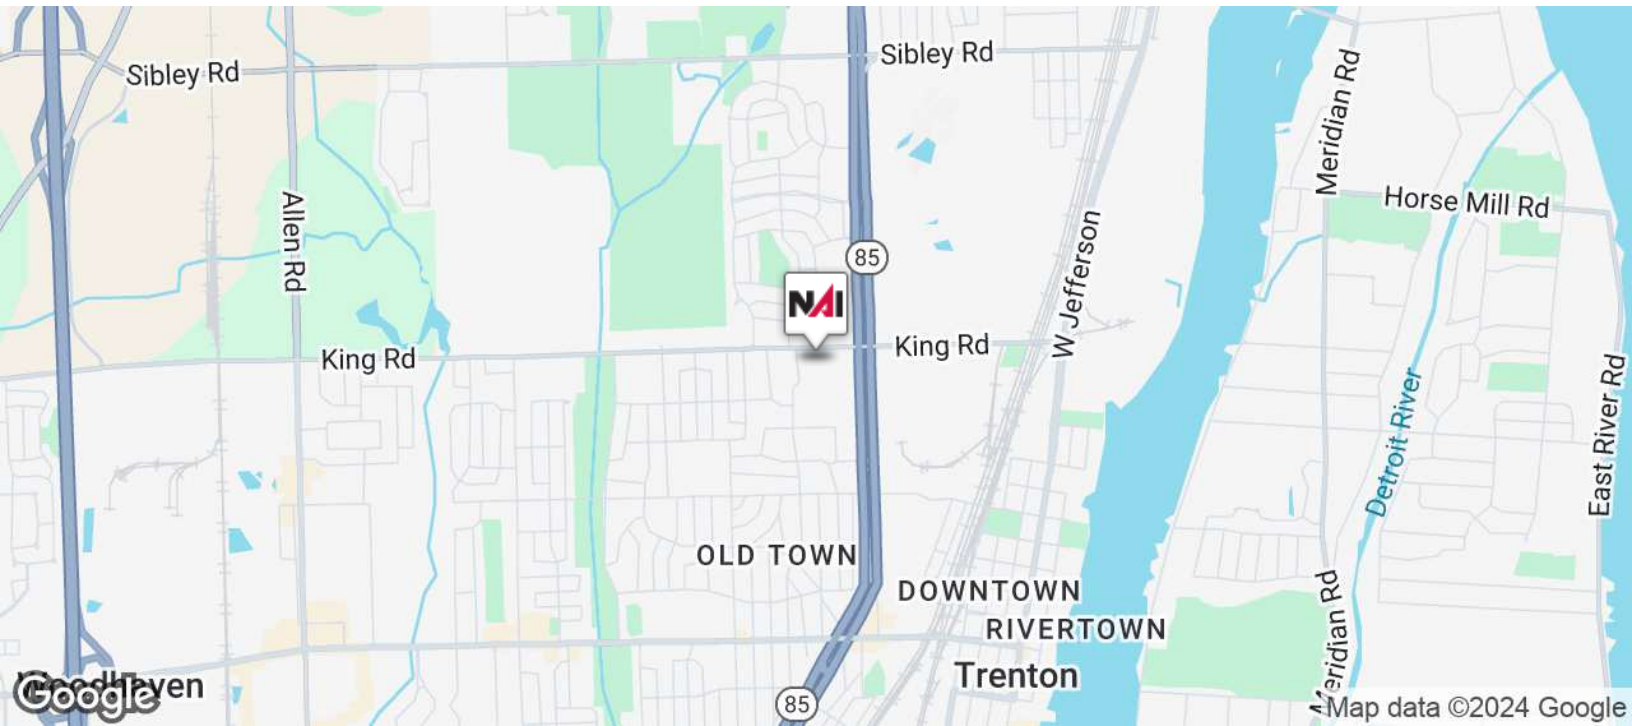 Sibley Rd
Sibley Rd
Meridian Rd
Horse Mill Rd
Allen Rd
W Jefferson
85
NAI
King Rd
King Rd
East River Rd
Detroit River
OLD TOWN
DOWNTOWN
RIVERTOWN
Meridian Rd
Trenton
Woodhaven
Google
85
Map data ©2024 Google